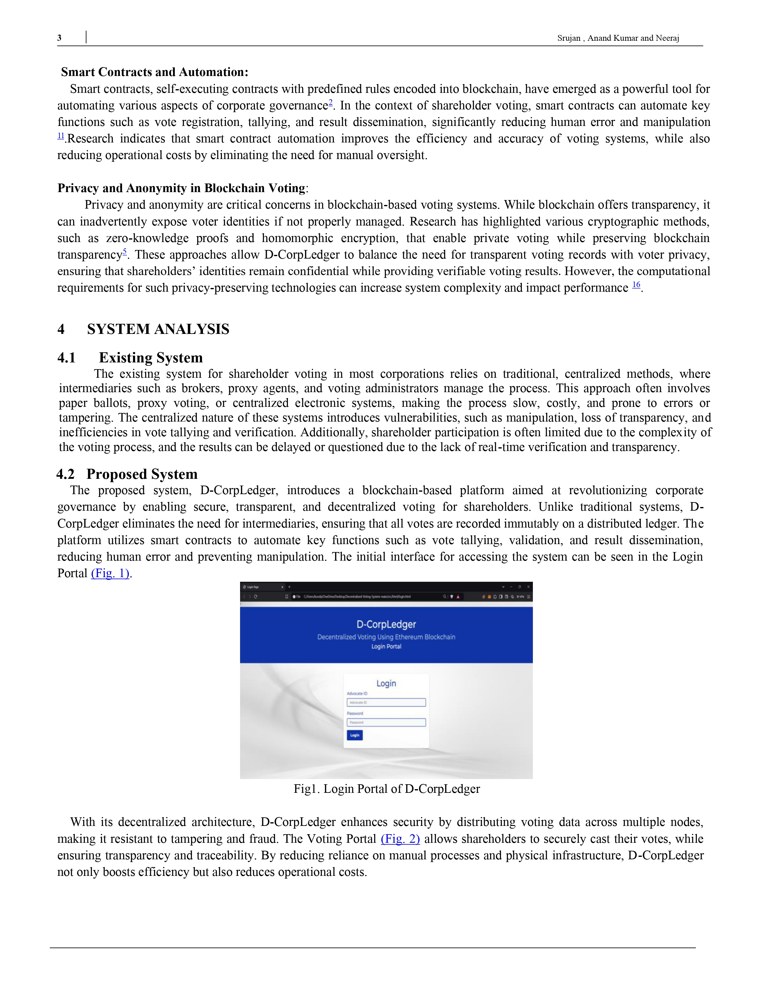 3
Srujan , Anand Kumar and Neeraj
Smart Contracts and Automation:
Smart contracts, self-executing contracts with predefined rules encoded into blockchain, have emerged as a powerful tool for
automating various aspects of corporate governance2. In the context of shareholder voting, smart contracts can automate key
functions such as vote registration, tallying, and result dissemination, significantly reducing human error and manipulation
11.Research indicates that smart contract automation improves the efficiency and accuracy of voting systems, while also
reducing operational costs by eliminating the need for manual oversight.
Privacy and Anonymity in Blockchain Voting:
Privacy and anonymity are critical concerns in blockchain-based voting systems. While blockchain offers transparency, it
can inadvertently expose voter identities if not properly managed. Research has highlighted various cryptographic methods,
such as zero-knowledge proofs and homomorphic encryption, that enable private voting while preserving blockchain
transparency5. These approaches allow D-CorpLedger to balance the need for transparent voting records with voter privacy,
ensuring that shareholders’ identities remain confidential while providing verifiable voting results. However, the computational
requirements for such privacy-preserving technologies can increase system complexity and impact performance 16.
4 SYSTEM ANALYSIS
4.1 Existing System
The existing system for shareholder voting in most corporations relies on traditional, centralized methods, where
intermediaries such as brokers, proxy agents, and voting administrators manage the process. This approach often involves
paper ballots, proxy voting, or centralized electronic systems, making the process slow, costly, and prone to errors or
tampering. The centralized nature of these systems introduces vulnerabilities, such as manipulation, loss of transparency, and
inefficiencies in vote tallying and verification. Additionally, shareholder participation is often limited due to the complexity of
the voting process, and the results can be delayed or questioned due to the lack of real-time verification and transparency.
4.2 Proposed System
The proposed system, D-CorpLedger, introduces a blockchain-based platform aimed at revolutionizing corporate
governance by enabling secure, transparent, and decentralized voting for shareholders. Unlike traditional systems, D-
CorpLedger eliminates the need for intermediaries, ensuring that all votes are recorded immutably on a distributed ledger. The
platform utilizes smart contracts to automate key functions such as vote tallying, validation, and result dissemination,
reducing human error and preventing manipulation. The initial interface for accessing the system can be seen in the Login
Portal (Fig. 1).
Login Page
File C:/Users/kunda/OneDrive/Desktop/Decentralized-Voting-System-main/src/html/login.html
VPN
D-CorpLedger
Decentralized Voting Using Ethereum Blockchain
Login Portal
Login
Advocate ID
Advocate ID
Password
Password
Login
Fig1. Login Portal of D-CorpLedger
With its decentralized architecture, D-CorpLedger enhances security by distributing voting data across multiple nodes,
making it resistant to tampering and fraud. The Voting Portal (Fig. 2) allows shareholders to securely cast their votes, while
ensuring transparency and traceability. By reducing reliance on manual processes and physical infrastructure, D-CorpLedger
not only boosts efficiency but also reduces operational costs.